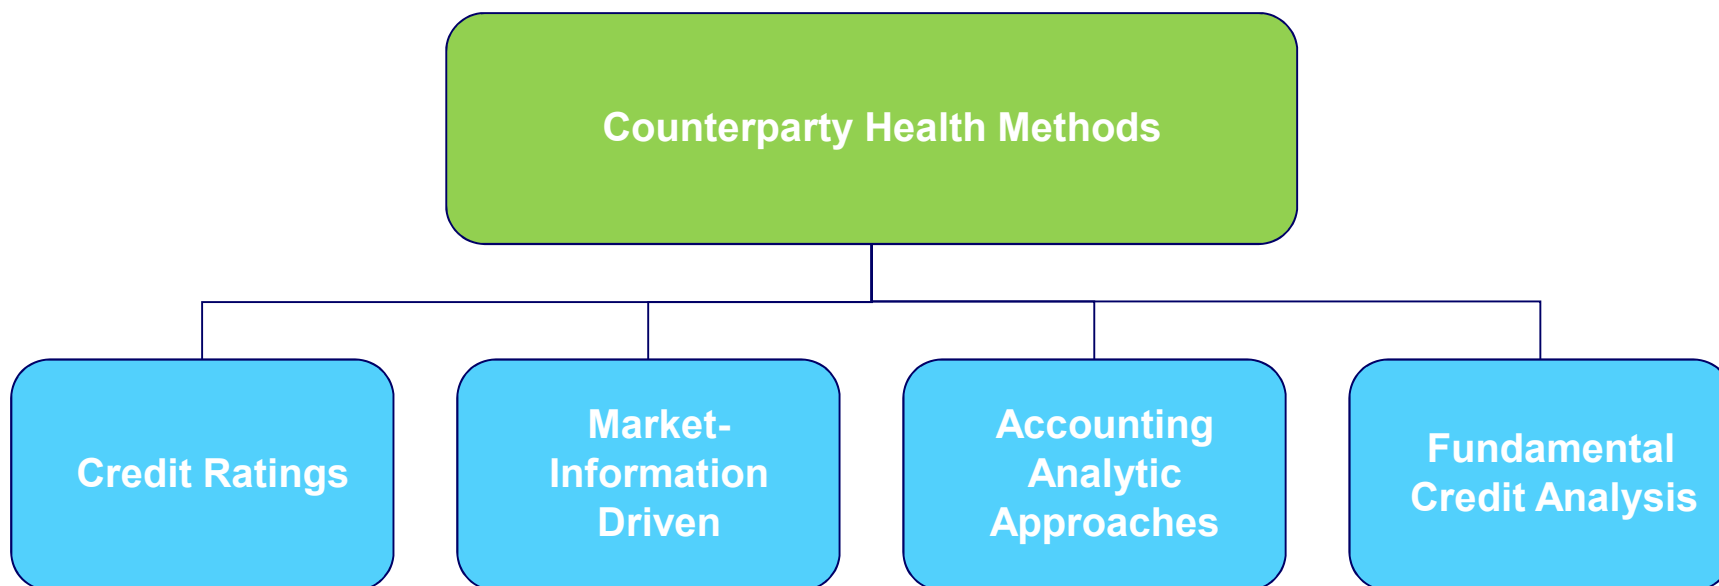 Counterparty Health Methods
Credit Ratings
Market-
Information
Driven
Accounting
Analytic
Approaches
Fundamental
Credit Analysis